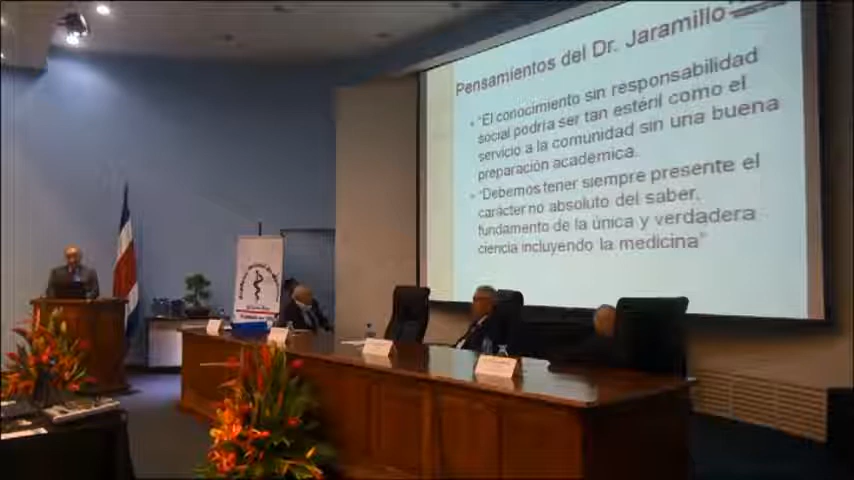 Pensamientos del Dr. Jaramillo
• "El conocimiento sin responsabilidad
social podría ser tan estéril como el
servicio a la comunidad sin una buena
preparación académica.
• "Debemos tener siempre presente el
carácter no absoluto del saber,
fundamento de la única y verdadera
ciencia incluyendo la medicina"